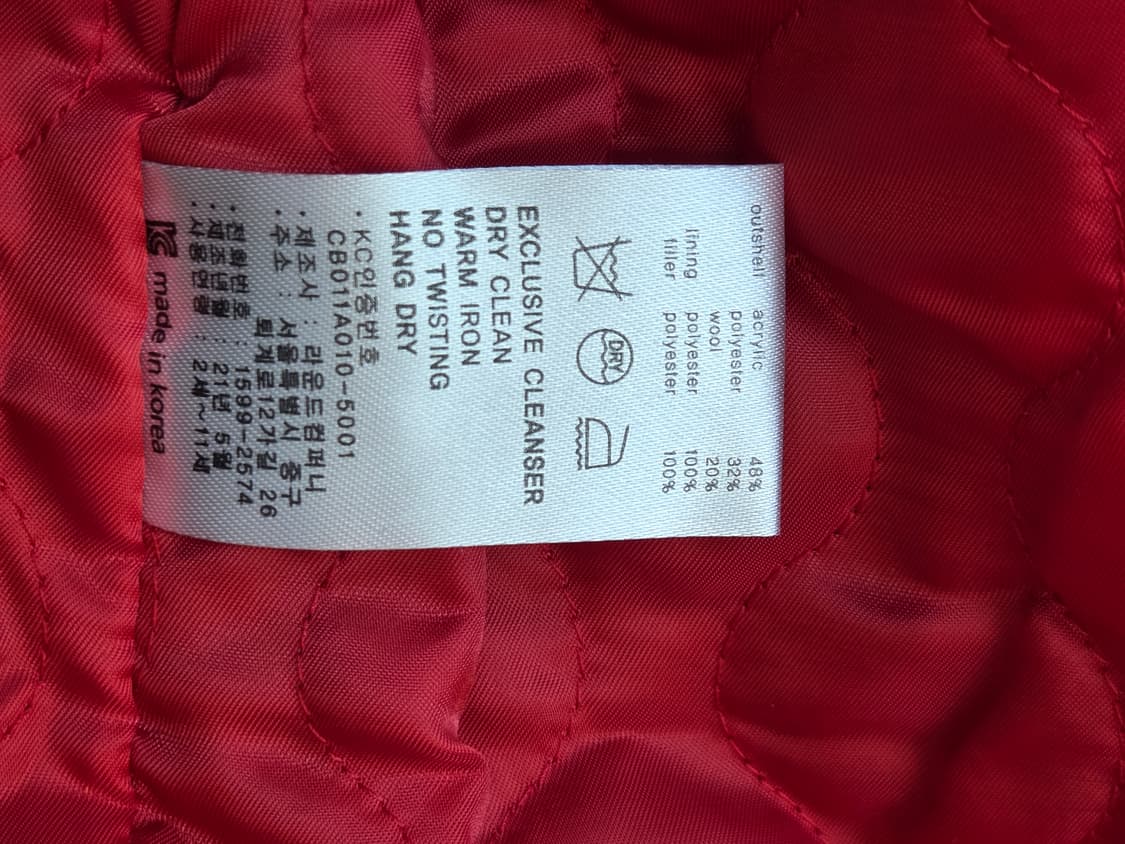 outshell acrylic 48%
polyester 32%
wool 20%
lining polyester 100%
filler polyester 100%
DRY
EXCLUSIVE CLEANSER
DRY CLEAN
WARM IRON
NO TWISTING
HANG DRY
· KC인증번호
CB011A010-5001
· 제조사 : 라운드컴퍼니
· 주소 : 서울특별시 중구
퇴계로12가길 26
· 전화번호 : 1599-2574
· 제조년월 : 21년 5월
· 사용연령 : 2세~11세
KC made in korea